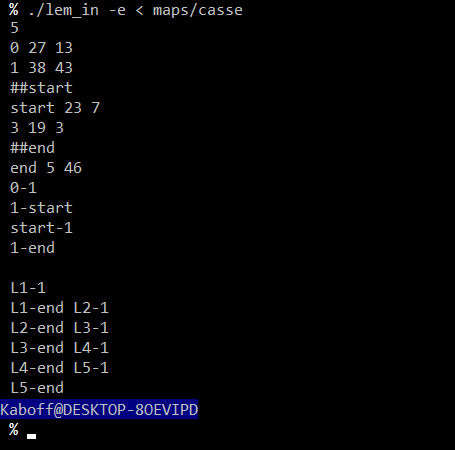 % ./lem_in -e < maps/casse
5
0 27 13
1 38 43
##start
start 23 7
3 19 3
##end
end 5 46
0-1
1-start
start-1
1-end
L1-1
L1-end L2-1
L2-end L3-1
L3-end L4-1
L4-end L5-1
L5-end
Kaboff@DESKTOP-8OEVIPD
%